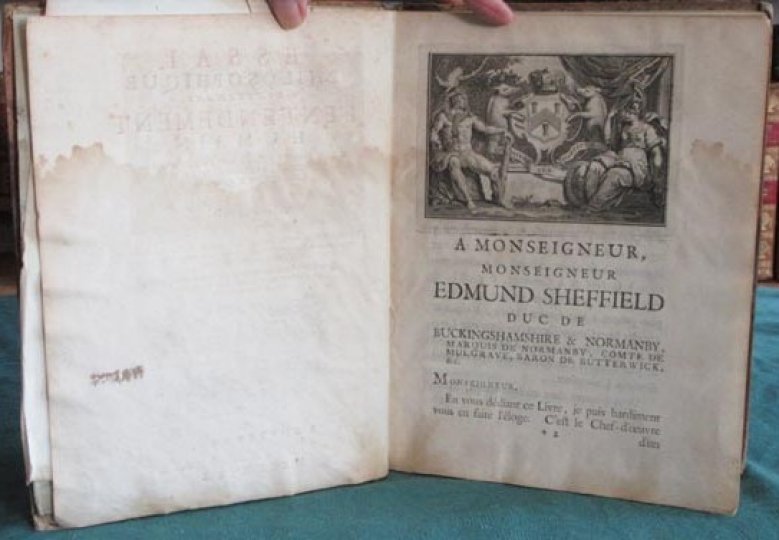 A MONSEIGNEUR,
MONSEIGNEUR
EDMUND SHEFFIELD
DUC DE
BUCKINGSHAMSHIRE & NORMANBY,
MARQUIS DE NORMANBY, COMTE DE
MULGRAVE, BARON DE BUTTERWICK,
&c.
MONSEIGNEUR,
En vous dédiant ce Livre, je puis hardiment
vous en faire l'éloge. C'est le Chef-d'œuvre
* 2
d'un